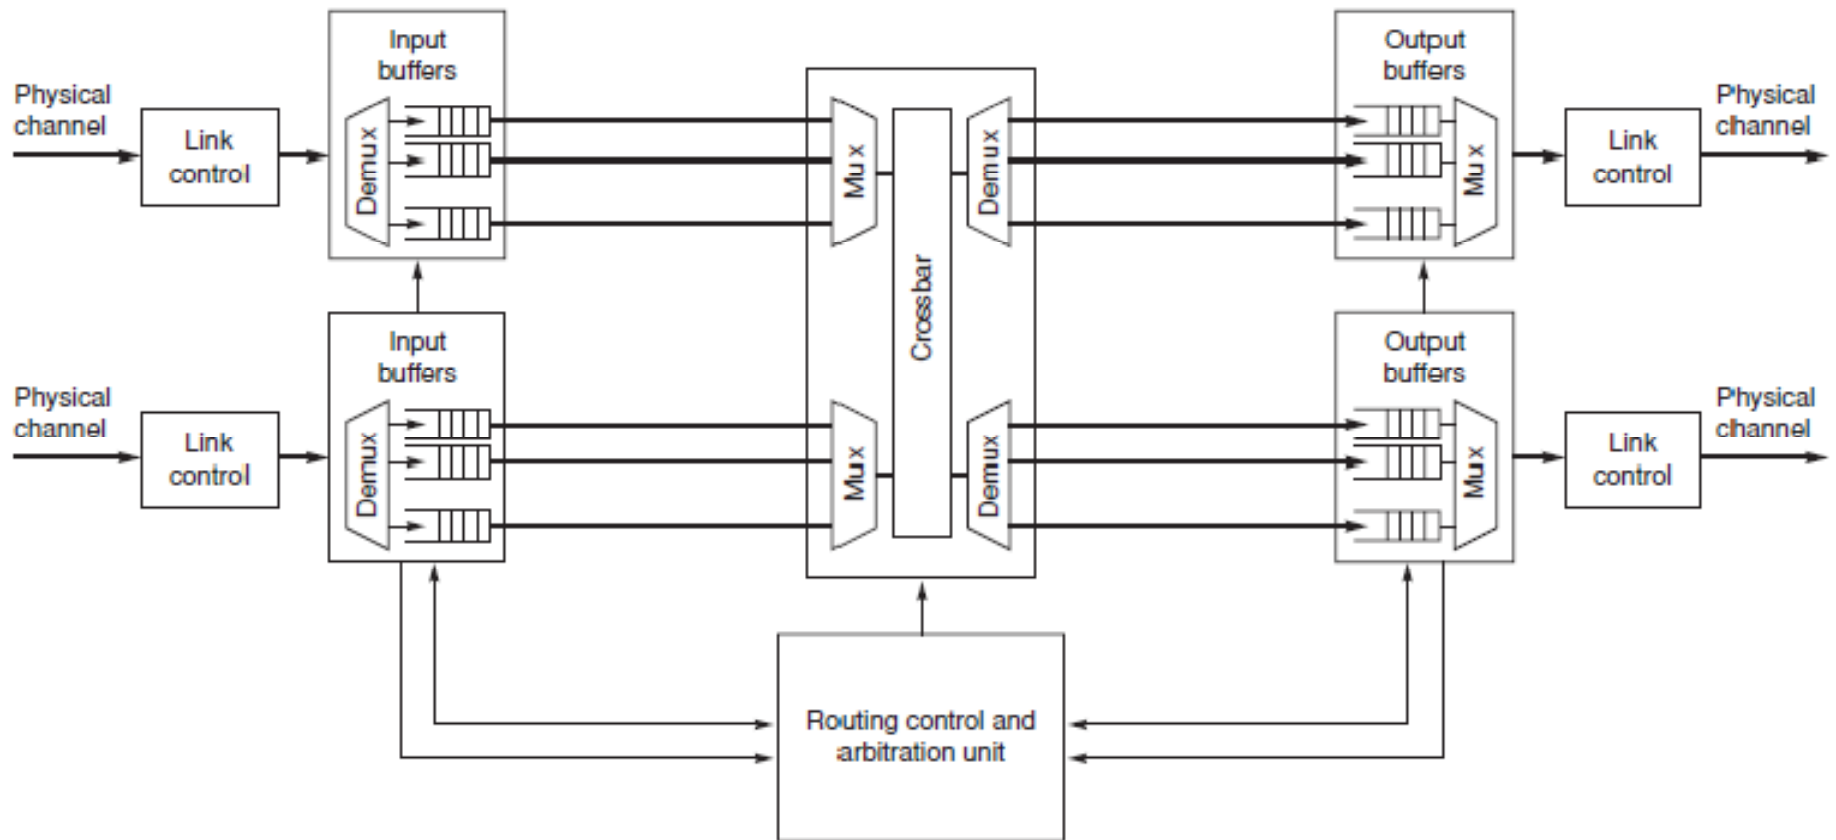 Input
buffers
Output
buffers
Physical
channel
Link
control
Demux
Mux
Crossbar
Demux
Mux
Link
control
Physical
channel
Input
buffers
Output
buffers
Physical
channel
Link
control
Demux
Mux
Demux
Mux
Link
control
Physical
channel
Routing control and
arbitration unit